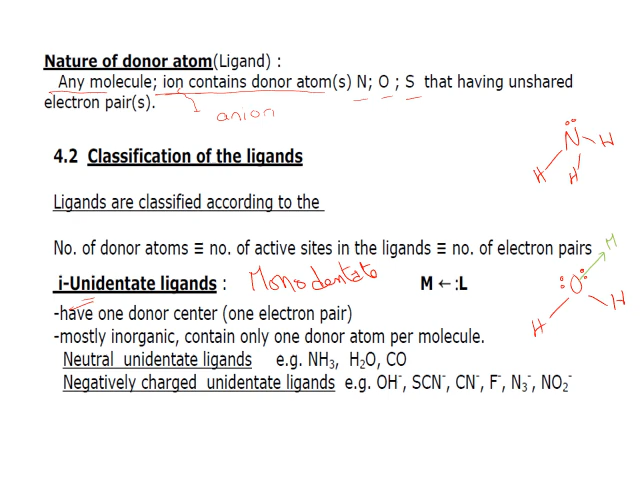 Nature of donor atom(Ligand) :
Any molecule; ion contains donor atom(s) N; O ; S that having unshared
electron pair(s).
anion
N H
H H
4.2 Classification of the ligands
Ligands are classified according to the
No. of donor atoms ≡ no. of active sites in the ligands ≡ no. of electron pairs
M
i-Unidentate ligands : Monodentate M ← :L
O H
H
-have one donor center (one electron pair)
-mostly inorganic, contain only one donor atom per molecule.
Neutral unidentate ligands e.g. NH₃, H₂O, CO
Negatively charged unidentate ligands e.g. OH⁻, SCN⁻, CN⁻, F⁻, N₃⁻, NO₂⁻